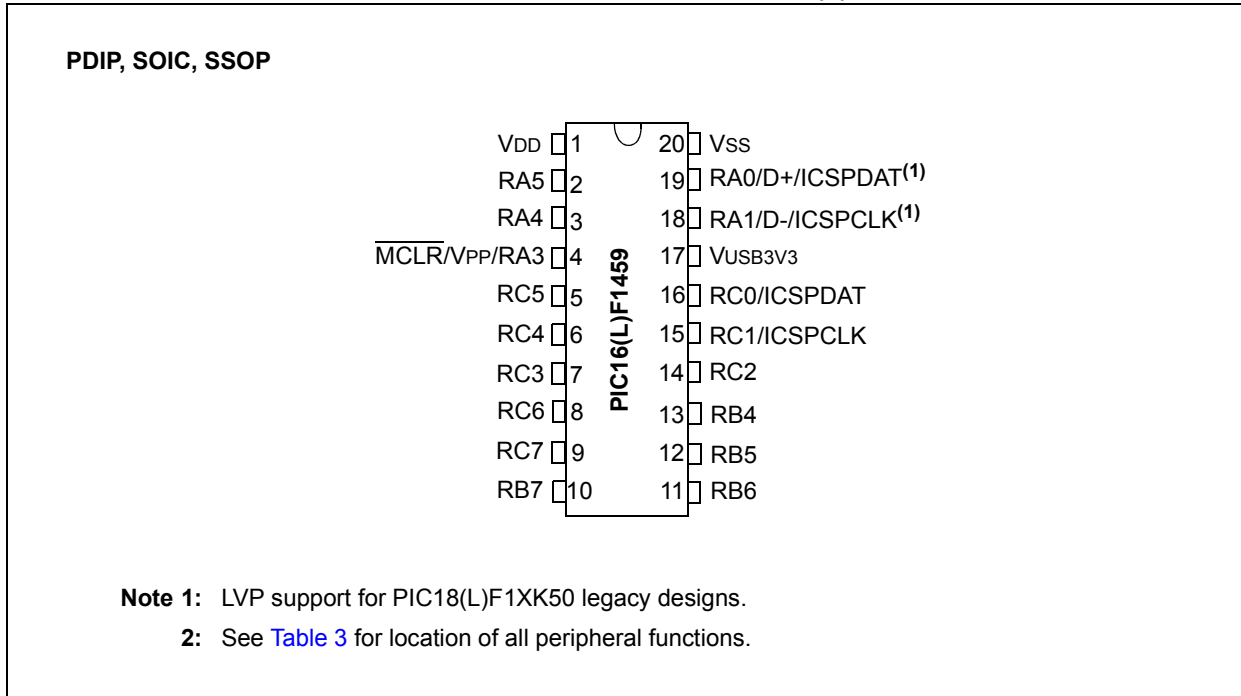 PDIP, SOIC, SSOP
VDD 1 20 VSS
RA5 2 19 RA0/D+/ICSPDAT(1)
RA4 3 18 RA1/D-/ICSPCLK(1)
MCLR/VPP/RA3 4 17 VUSB3V3
RC5 5 16 RC0/ICSPDAT
RC4 6 15 RC1/ICSPCLK
RC3 7 14 RC2
RC6 8 13 RB4
RC7 9 12 RB5
RB7 10 11 RB6
PIC16(L)F1459
Note 1: LVP support for PIC18(L)F1XK50 legacy designs.
2: See Table 3 for location of all peripheral functions.